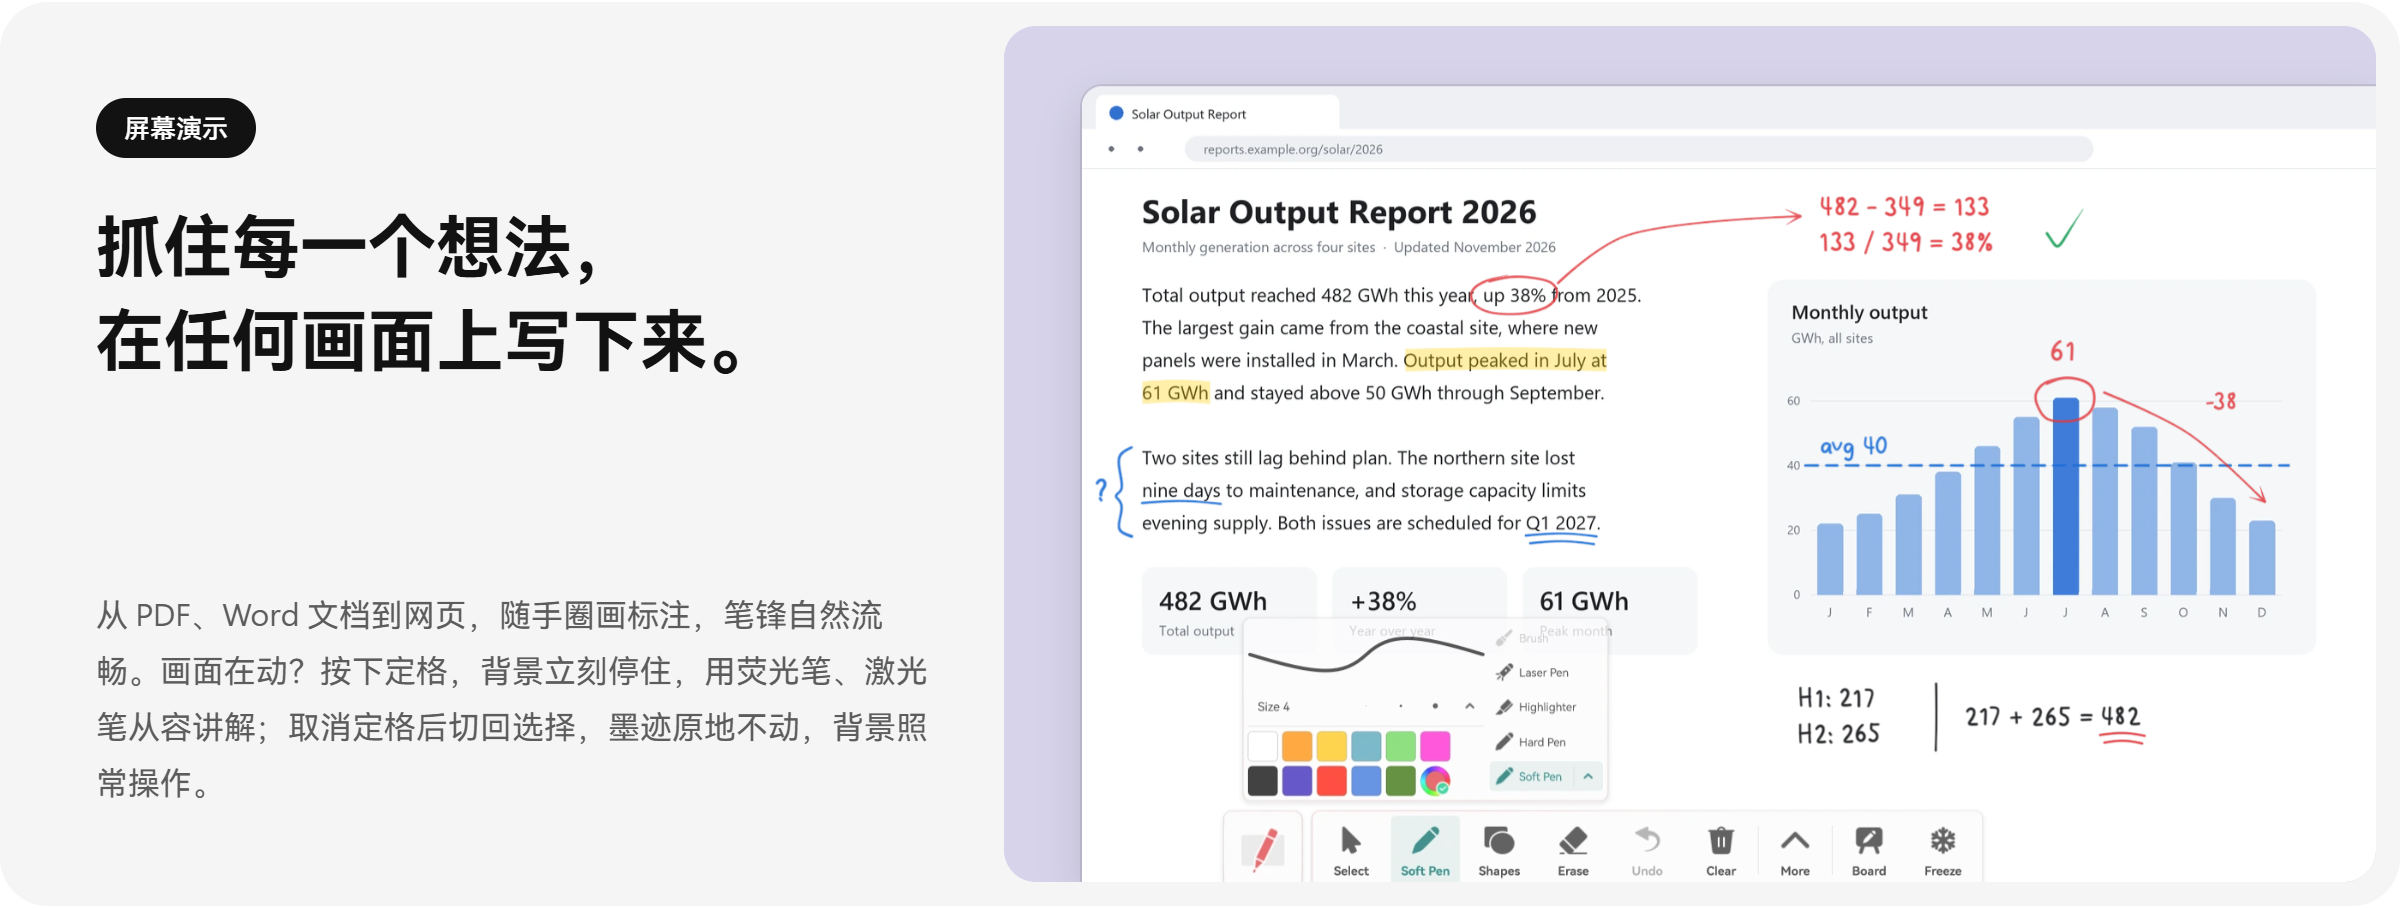 屏幕演示
抓住每一个想法，
在任何画面上写下来。
从 PDF、Word 文档到网页，随手圈画标注，笔锋自然流
畅。画面在动？按下定格，背景立刻停住，用荧光笔、激光
笔从容讲解；取消定格后切回选择，墨迹原地不动，背景照
常操作。
Solar Output Report
reports.example.org/solar/2026
Solar Output Report 2026
Monthly generation across four sites · Updated November 2026
Total output reached 482 GWh this year, up 38% from 2025.
The largest gain came from the coastal site, where new
panels were installed in March. Output peaked in July at
61 GWh and stayed above 50 GWh through September.
?
Two sites still lag behind plan. The northern site lost
nine days to maintenance, and storage capacity limits
evening supply. Both issues are scheduled for Q1 2027.
482 GWh
Total output
+38%
Year over year
61 GWh
Peak month
482 - 349 = 133
133 / 349 = 38%
Monthly output
GWh, all sites
61
-38
avg 40
60
40
20
0
J F M A M J J A S O N D
H1: 217
H2: 265
217 + 265 = 482
Size 4
Brush
Laser Pen
Highlighter
Hard Pen
Soft Pen
Select
Soft Pen
Shapes
Erase
Undo
Clear
More
Board
Freeze